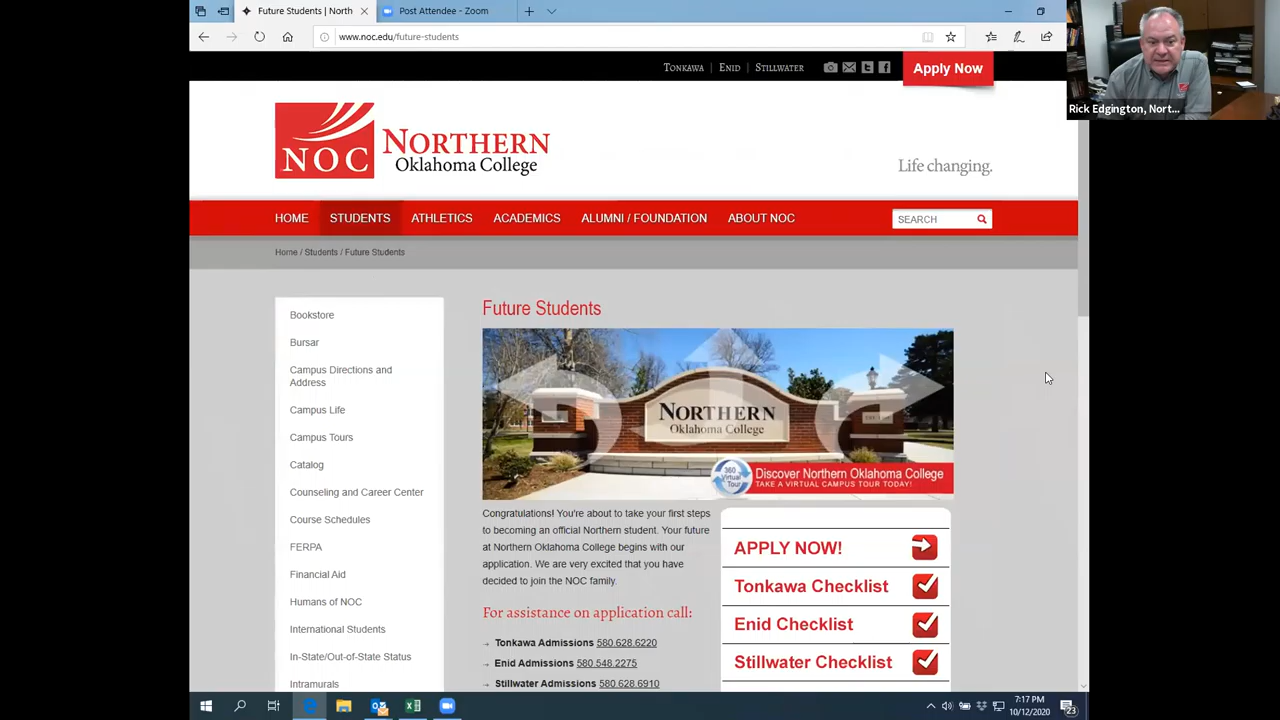 Future Students | North
Post Attendee - Zoom
www.noc.edu/future-students
TONKAWA | ENID | STILLWATER
Apply Now
Rick Edgington, Nort...
NOC
NORTHERN
Oklahoma College
Life changing.
HOME
STUDENTS
ATHLETICS
ACADEMICS
ALUMNI / FOUNDATION
ABOUT NOC
SEARCH
Home / Students / Future Students
Bookstore
Bursar
Campus Directions and
Address
Campus Life
Campus Tours
Catalog
Counseling and Career Center
Course Schedules
FERPA
Financial Aid
Humans of NOC
International Students
In-State/Out-of-State Status
Intramurals
Future Students
NORTHERN
Oklahoma College
360
Virtual
Tour
Discover Northern Oklahoma College
TAKE A VIRTUAL CAMPUS TOUR TODAY!
Congratulations! You're about to take your first steps
to becoming an official Northern student. Your future
at Northern Oklahoma College begins with our
application. We are very excited that you have
decided to join the NOC family.
For assistance on application call:
Tonkawa Admissions 580.628.6220
Enid Admissions 580.548.2275
Stillwater Admissions 580.628.6910
APPLY NOW!
Tonkawa Checklist
Enid Checklist
Stillwater Checklist
7:17 PM
10/12/2020
23